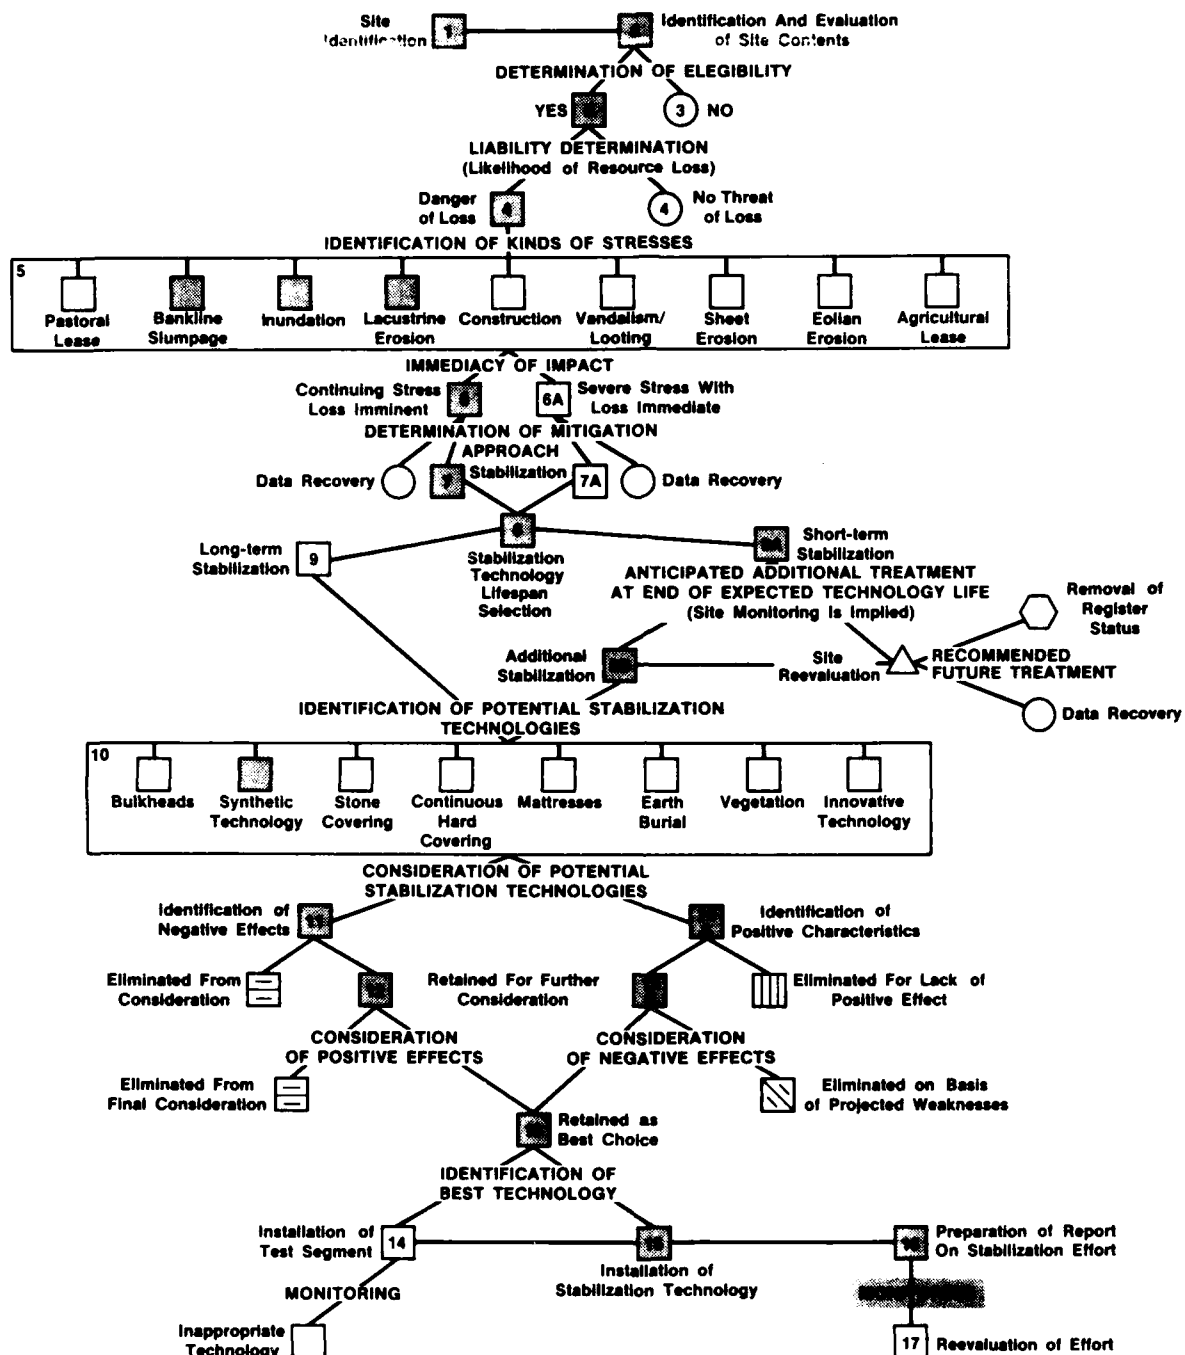 Site
Identification
1
Identification And Evaluation
of Site Contents
DETERMINATION OF ELEGIBILITY
YES
3 NO
LIABILITY DETERMINATION
(Likelihood of Resource Loss)
Danger
of Loss
4
4
No Threat
of Loss
IDENTIFICATION OF KINDS OF STRESSES
5
Pastoral
Lease
Bankline
Slumpage
Inundation
Lacustrine
Erosion
Construction
Vandalism/
Looting
Sheet
Erosion
Eolian
Erosion
Agricultural
Lease
IMMEDIACY OF IMPACT
Continuing Stress
Loss Imminent
6
6A
Severe Stress With
Loss Immediate
DETERMINATION OF MITIGATION
APPROACH
Data Recovery
7
Stabilization
7A
Data Recovery
8
Long-term
Stabilization
9
Stabilization
Technology
Lifespan
Selection
9A
Short-term
Stabilization
ANTICIPATED ADDITIONAL TREATMENT
AT END OF EXPECTED TECHNOLOGY LIFE
(Site Monitoring Is Implied)
Removal of
Register
Status
Additional
Stabilization
Site
Reevaluation
RECOMMENDED
FUTURE TREATMENT
Data Recovery
IDENTIFICATION OF POTENTIAL STABILIZATION
TECHNOLOGIES
10
Bulkheads
Synthetic
Technology
Stone
Covering
Continuous
Hard
Covering
Mattresses
Earth
Burial
Vegetation
Innovative
Technology
CONSIDERATION OF POTENTIAL
STABILIZATION TECHNOLOGIES
Identification of
Negative Effects
11
Identification of
Positive Characteristics
Eliminated From
Consideration
12
Retained For Further
Consideration
Eliminated For Lack of
Positive Effect
CONSIDERATION
OF POSITIVE EFFECTS
CONSIDERATION
OF NEGATIVE EFFECTS
Eliminated From
Final Consideration
Eliminated on Basis
of Projected Weaknesses
Retained as
Best Choice
IDENTIFICATION OF
BEST TECHNOLOGY
Installation of
Test Segment
14
15
Installation of
Stabilization Technology
16
Preparation of Report
On Stabilization Effort
MONITORING
Inappropriate
Technology
17
Reevaluation of Effort